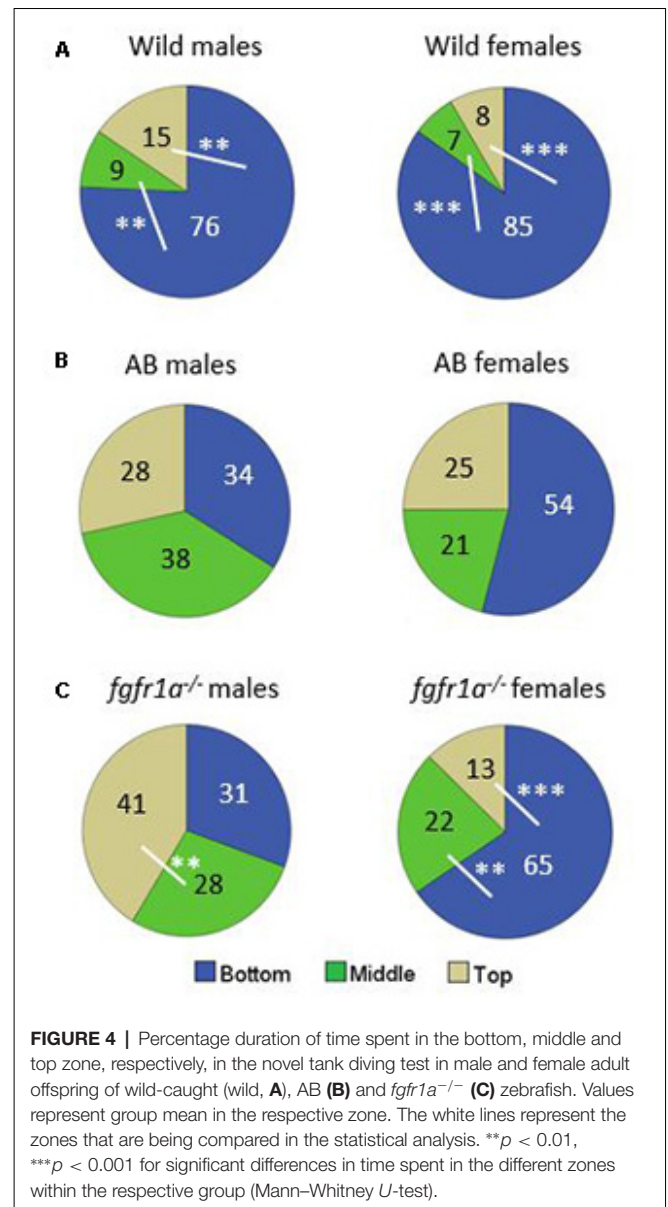 A
Wild males
Wild females
15
**
9
**
76
8
***
7
***
85
B
AB males
AB females
28
34
38
25
54
21
C
fgfr1a-/- males
fgfr1a-/- females
41
31
**
28
13
***
22
**
65
Bottom Middle Top
FIGURE 4 | Percentage duration of time spent in the bottom, middle and
top zone, respectively, in the novel tank diving test in male and female adult
offspring of wild-caught (wild, A), AB (B) and fgfr1a−/− (C) zebrafish. Values
represent group mean in the respective zone. The white lines represent the
zones that are being compared in the statistical analysis. **p < 0.01,
***p < 0.001 for significant differences in time spent in the different zones
within the respective group (Mann–Whitney U-test).